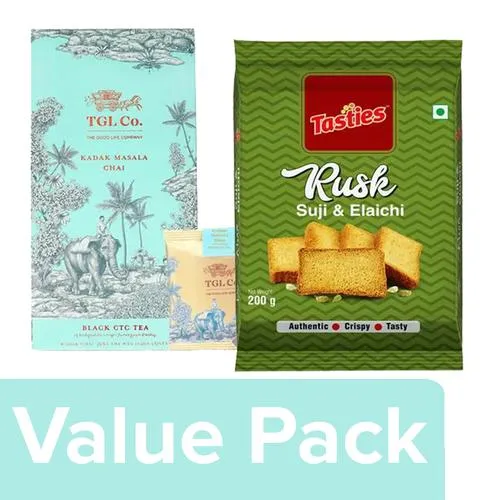 TGL Co.
THE GOOD LIFE COMPANY
KADAK MASALA
CHAI
BLACK CTC TEA
TGL Co.
Tasties
Rusk
Suji & Elaichi
Net Weight
200 g
Authentic Crispy Tasty
Value Pack